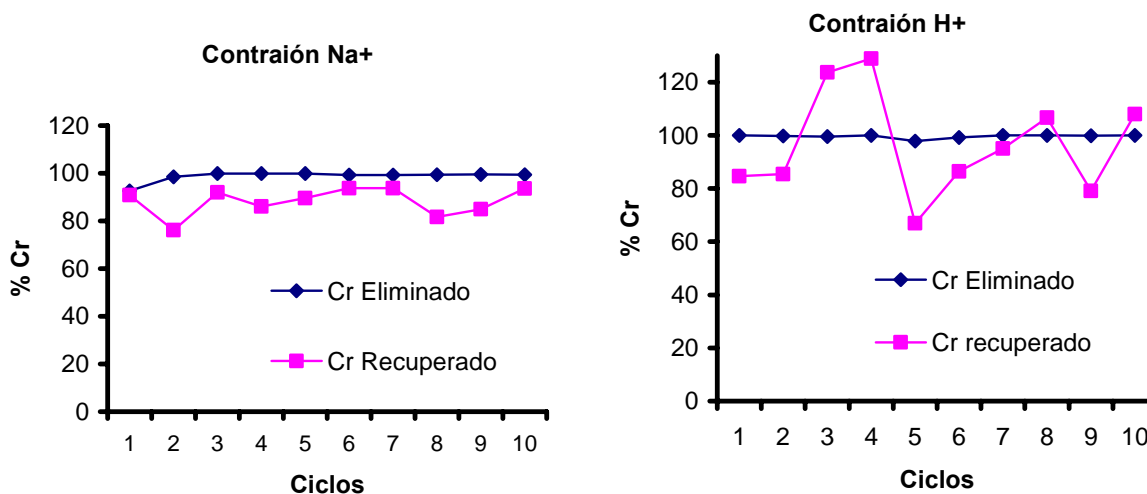 Contraión Na+
% Cr
120
100
80
60
40
20
0
Cr Eliminado
Cr Recuperado
1 2 3 4 5 6 7 8 9 10
Ciclos
Contraión H+
% Cr
120
100
80
60
40
20
0
Cr Eliminado
Cr recuperado
1 2 3 4 5 6 7 8 9 10
Ciclos